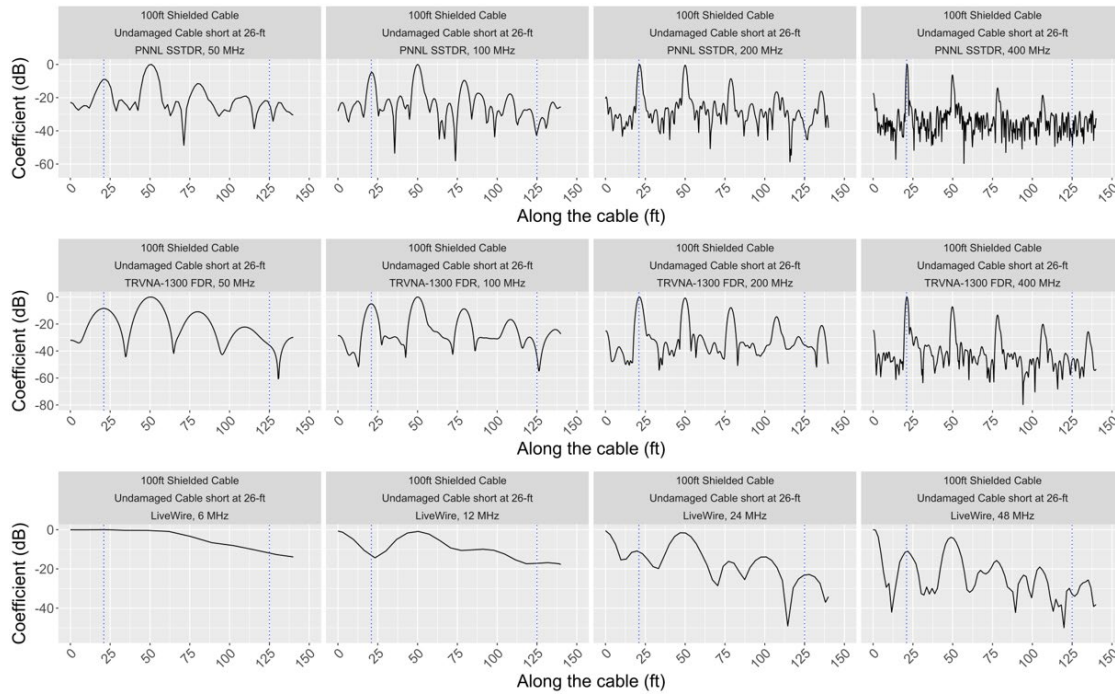 100ft Shielded Cable 100ft Shielded Cable 100ft Shielded Cable 100ft Shielded Cable
Undamaged Cable short at 26-ft Undamaged Cable short at 26-ft Undamaged Cable short at 26-ft Undamaged Cable short at 26-ft
PNNL SSTDR, 50 MHz PNNL SSTDR, 100 MHz PNNL SSTDR, 200 MHz PNNL SSTDR, 400 MHz
Coefficient (dB)
0
-20
-40
-60
0 25 50 75 100 125 150 0 25 50 75 100 125 150 0 25 50 75 100 125 150 0 25 50 75 100 125 150
Along the cable (ft)
100ft Shielded Cable 100ft Shielded Cable 100ft Shielded Cable 100ft Shielded Cable
Undamaged Cable short at 26-ft Undamaged Cable short at 26-ft Undamaged Cable short at 26-ft Undamaged Cable short at 26-ft
TRVNA-1300 FDR, 50 MHz TRVNA-1300 FDR, 100 MHz TRVNA-1300 FDR, 200 MHz TRVNA-1300 FDR, 400 MHz
Coefficient (dB)
0
-20
-40
-60
-80
0 25 50 75 100 125 150 0 25 50 75 100 125 150 0 25 50 75 100 125 150 0 25 50 75 100 125 150
Along the cable (ft)
100ft Shielded Cable 100ft Shielded Cable 100ft Shielded Cable 100ft Shielded Cable
Undamaged Cable short at 26-ft Undamaged Cable short at 26-ft Undamaged Cable short at 26-ft Undamaged Cable short at 26-ft
LiveWire, 6 MHz LiveWire, 12 MHz LiveWire, 24 MHz LiveWire, 48 MHz
Coefficient (dB)
0
-20
-40
0 25 50 75 100 125 150 0 25 50 75 100 125 150 0 25 50 75 100 125 150 0 25 50 75 100 125 150
Along the cable (ft)